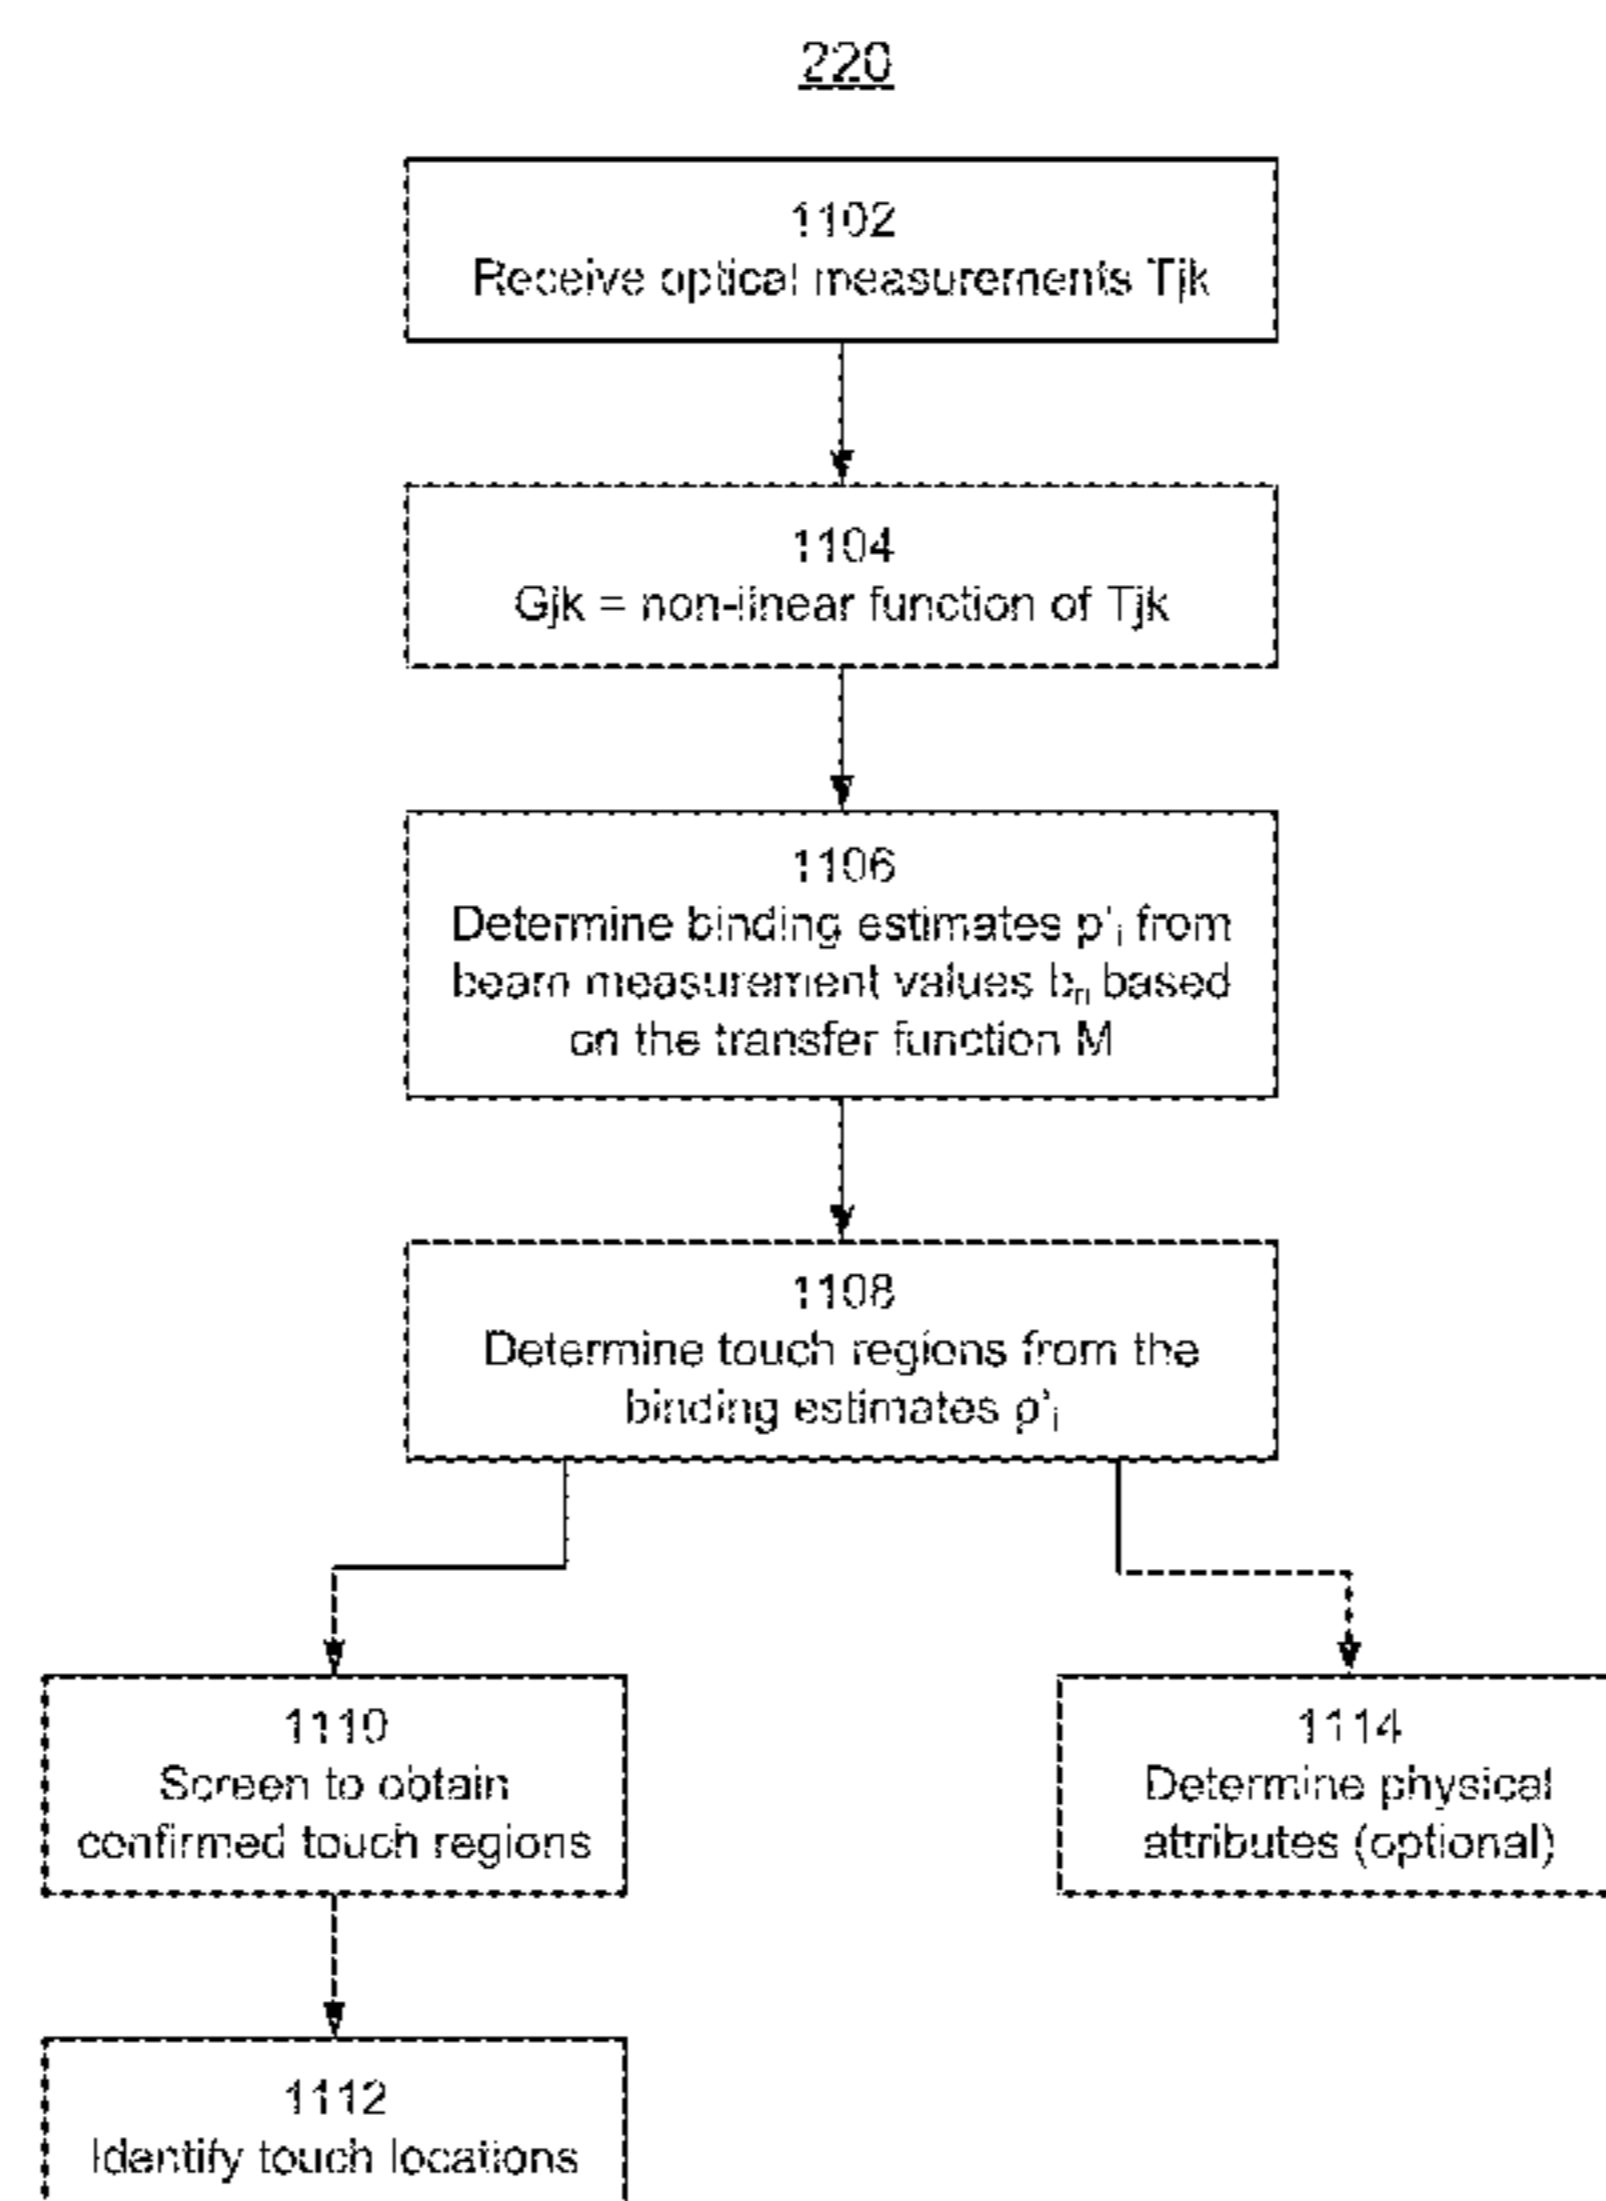 220
1102
Receive optical measurements Tjk
1104
Gjk = non-linear function of Tjk
1106
Determine binding estimates p'i from
beam measurement values bn based
on the transfer function M
1108
Determine touch regions from the
binding estimates p'i
1110
Screen to obtain
confirmed touch regions
1114
Determine physical
attributes (optional)
1112
Identify touch locations